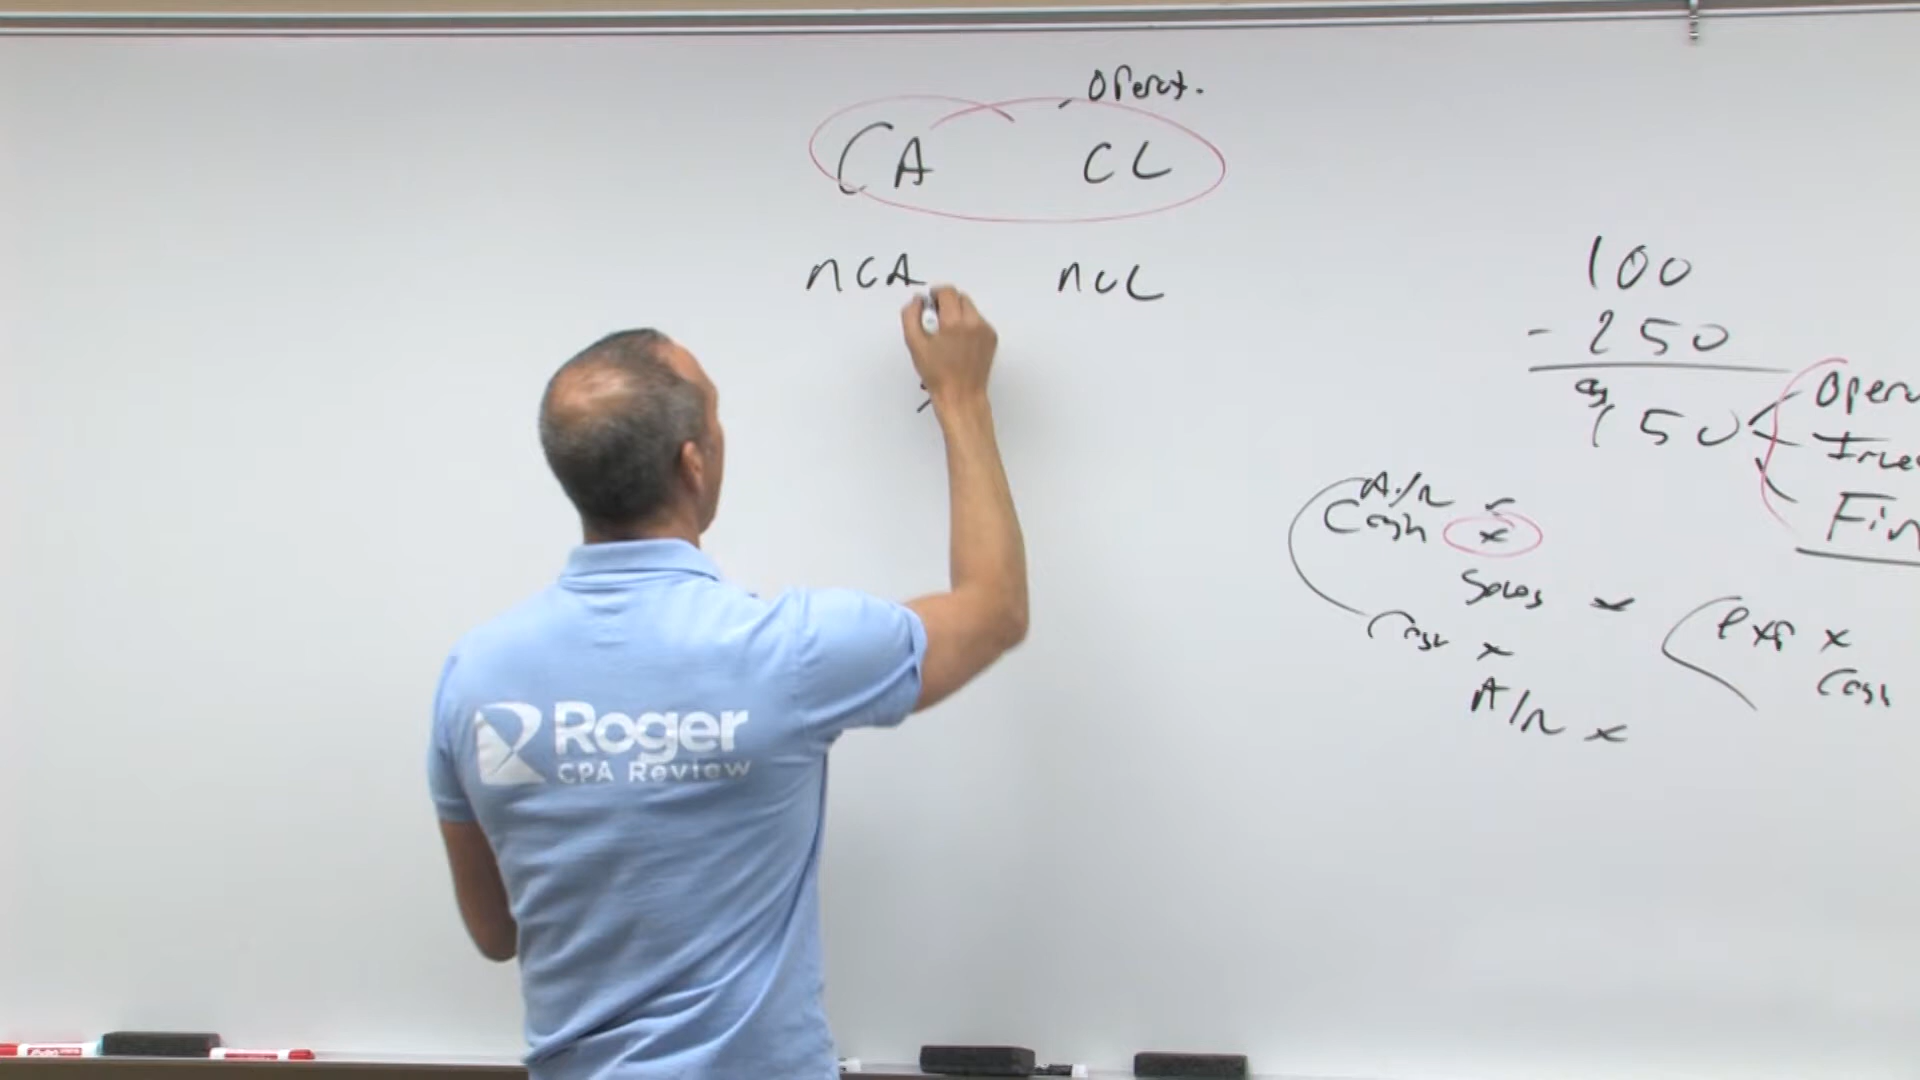 Operat.
CA CL
nCA nCL
100
- 250
150
Oper
Inve
Fin
A/R x
Cash x
Sales x
Cash x
A/R x
exp x
Cash
Roger
CPA Review